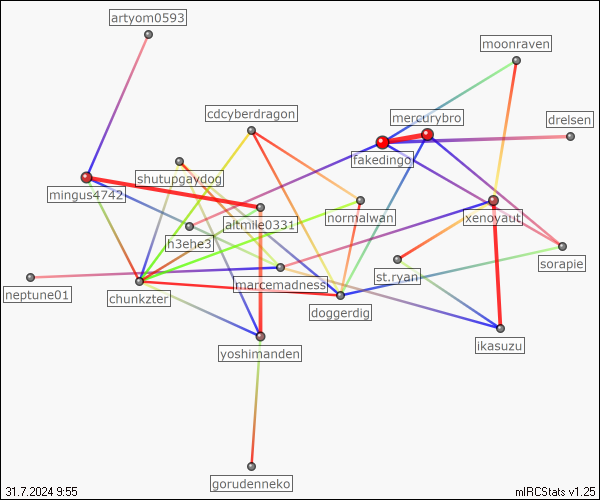 artyom0593
moonraven
cdcyberdragon
mercurybro
drelsen
fakedingo
shutupgaydog
mingus4742
altmile0331
normalwan
xenoyaui
h3ehe3
sorapie
marcemadness
st.ryan
neptune01
chunkzter
doggerdig
yoshimanden
ikasuzu
gorudenneko
31.7.2024 9:55
mIRCStats v1.25